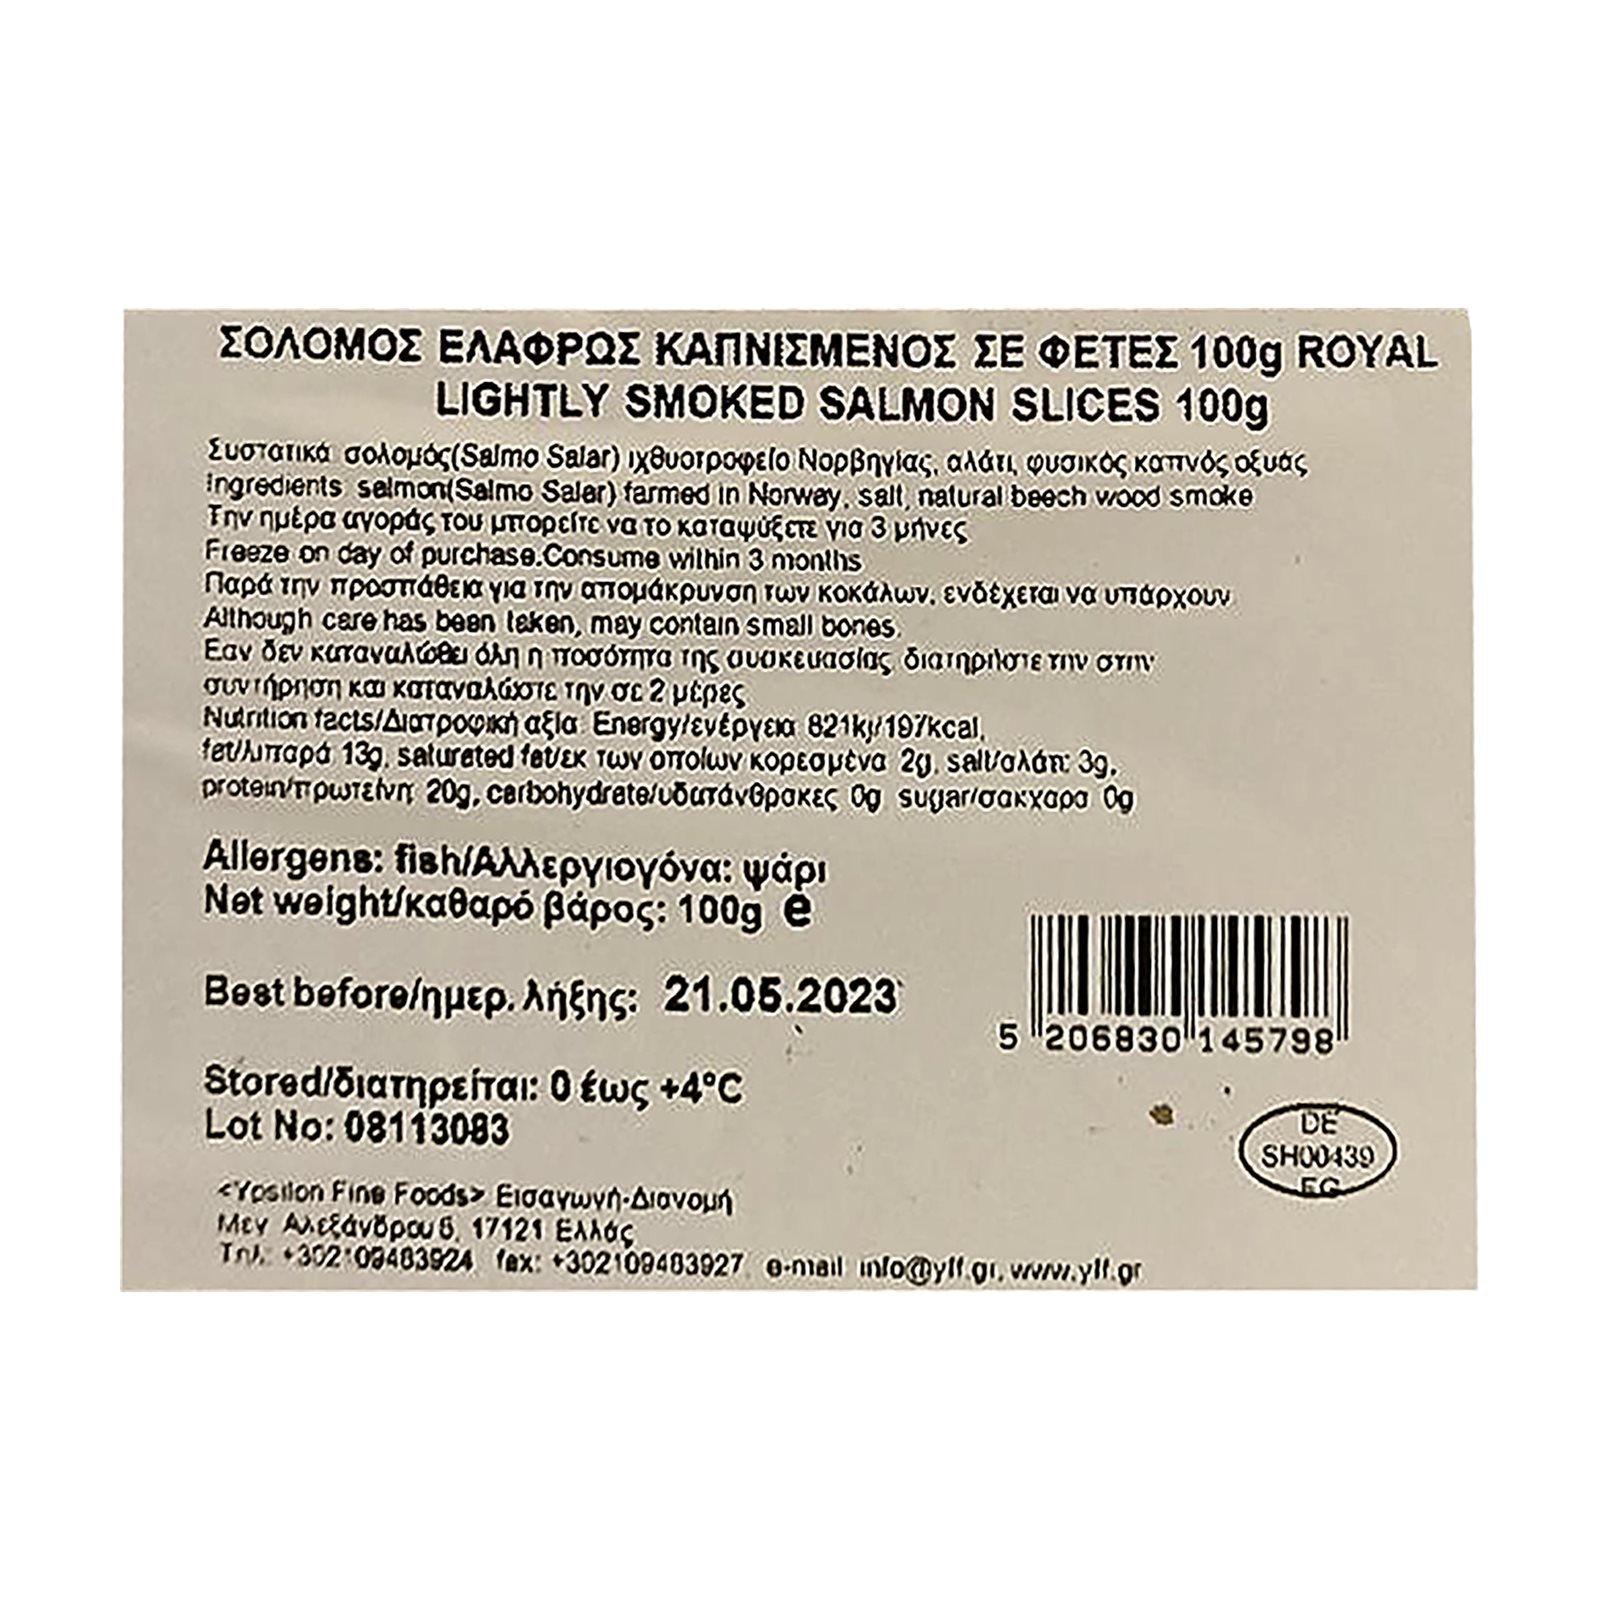 ΣΟΛΟΜΟΣ ΕΛΑΦΡΩΣ ΚΑΠΝΙΣΜΕΝΟΣ ΣΕ ΦΕΤΕΣ 100g ROYAL
LIGHTLY SMOKED SALMON SLICES 100g
Συστατικά σολομός(Salmo Salar) ιχθυοτροφείο Νορβηγίας, αλάτι, φυσικός καπνός οξυάς
Ingredients salmon(Salmo Salar) farmed in Norway, salt, natural beech wood smoke
Την ημέρα αγοράς του μπορείτε να το καταψύξετε για 3 μήνες
Freeze on day of purchase.Consume within 3 months
Παρά την προσπάθεια για την απομάκρυνση των κοκάλων, ενδέχεται να υπάρχουν
Although care has been taken, may contain small bones.
Εαν δεν καταναλώθει όλη η ποσότητα της συσκευασίας διατηρήστε την στην
συντήρηση και καταναλώστε την σε 2 μέρες
Nutrition facts/Διατροφική αξία Energy/ενέργεια 821kj/197kcal,
fat/λιπαρά 13g, saturated fat/εκ των οποίων κορεσμένα 2g, salt/αλάτι: 3g,
protein/πρωτείνη 20g, carbohydrate/υδατάνθρακες 0g sugar/σακχαρα 0g
Allergens: fish/Αλλεργιογόνα: ψάρι
Net weight/καθαρό βάρος: 100g e
Best before/ημερ. λήξης: 21.05.2023
5 206830 145798
Stored/διατηρείται: 0 έως +4°C
Lot No: 08113083
DE
SH00439
EG
<Ypsilon Fine Foods> Εισαγωγή-Διανομή
Μεγ Αλεξάνδρου 6, 17121 Ελλάς
Τηλ: +302109483924 fax: +302109483927 e-mail info@yff.gr, www.yff.gr